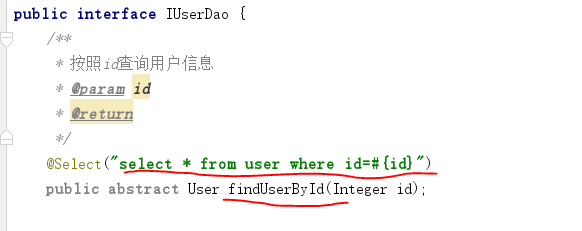 public interface IUserDao {
/**
* 按照id查询用户信息
* @param id
* @return
*/
@Select("select * from user where id=#{id}")
public abstract User findUserById(Integer id);